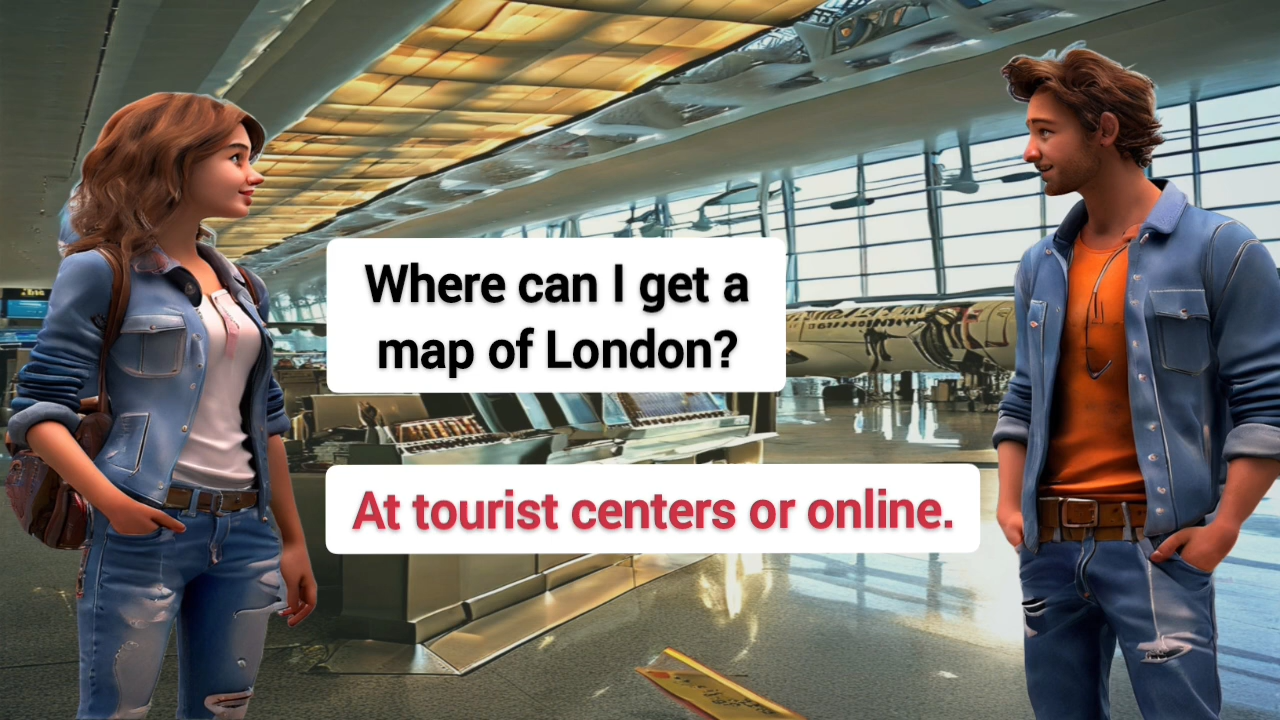 Where can I get a
map of London?
At tourist centers or online.